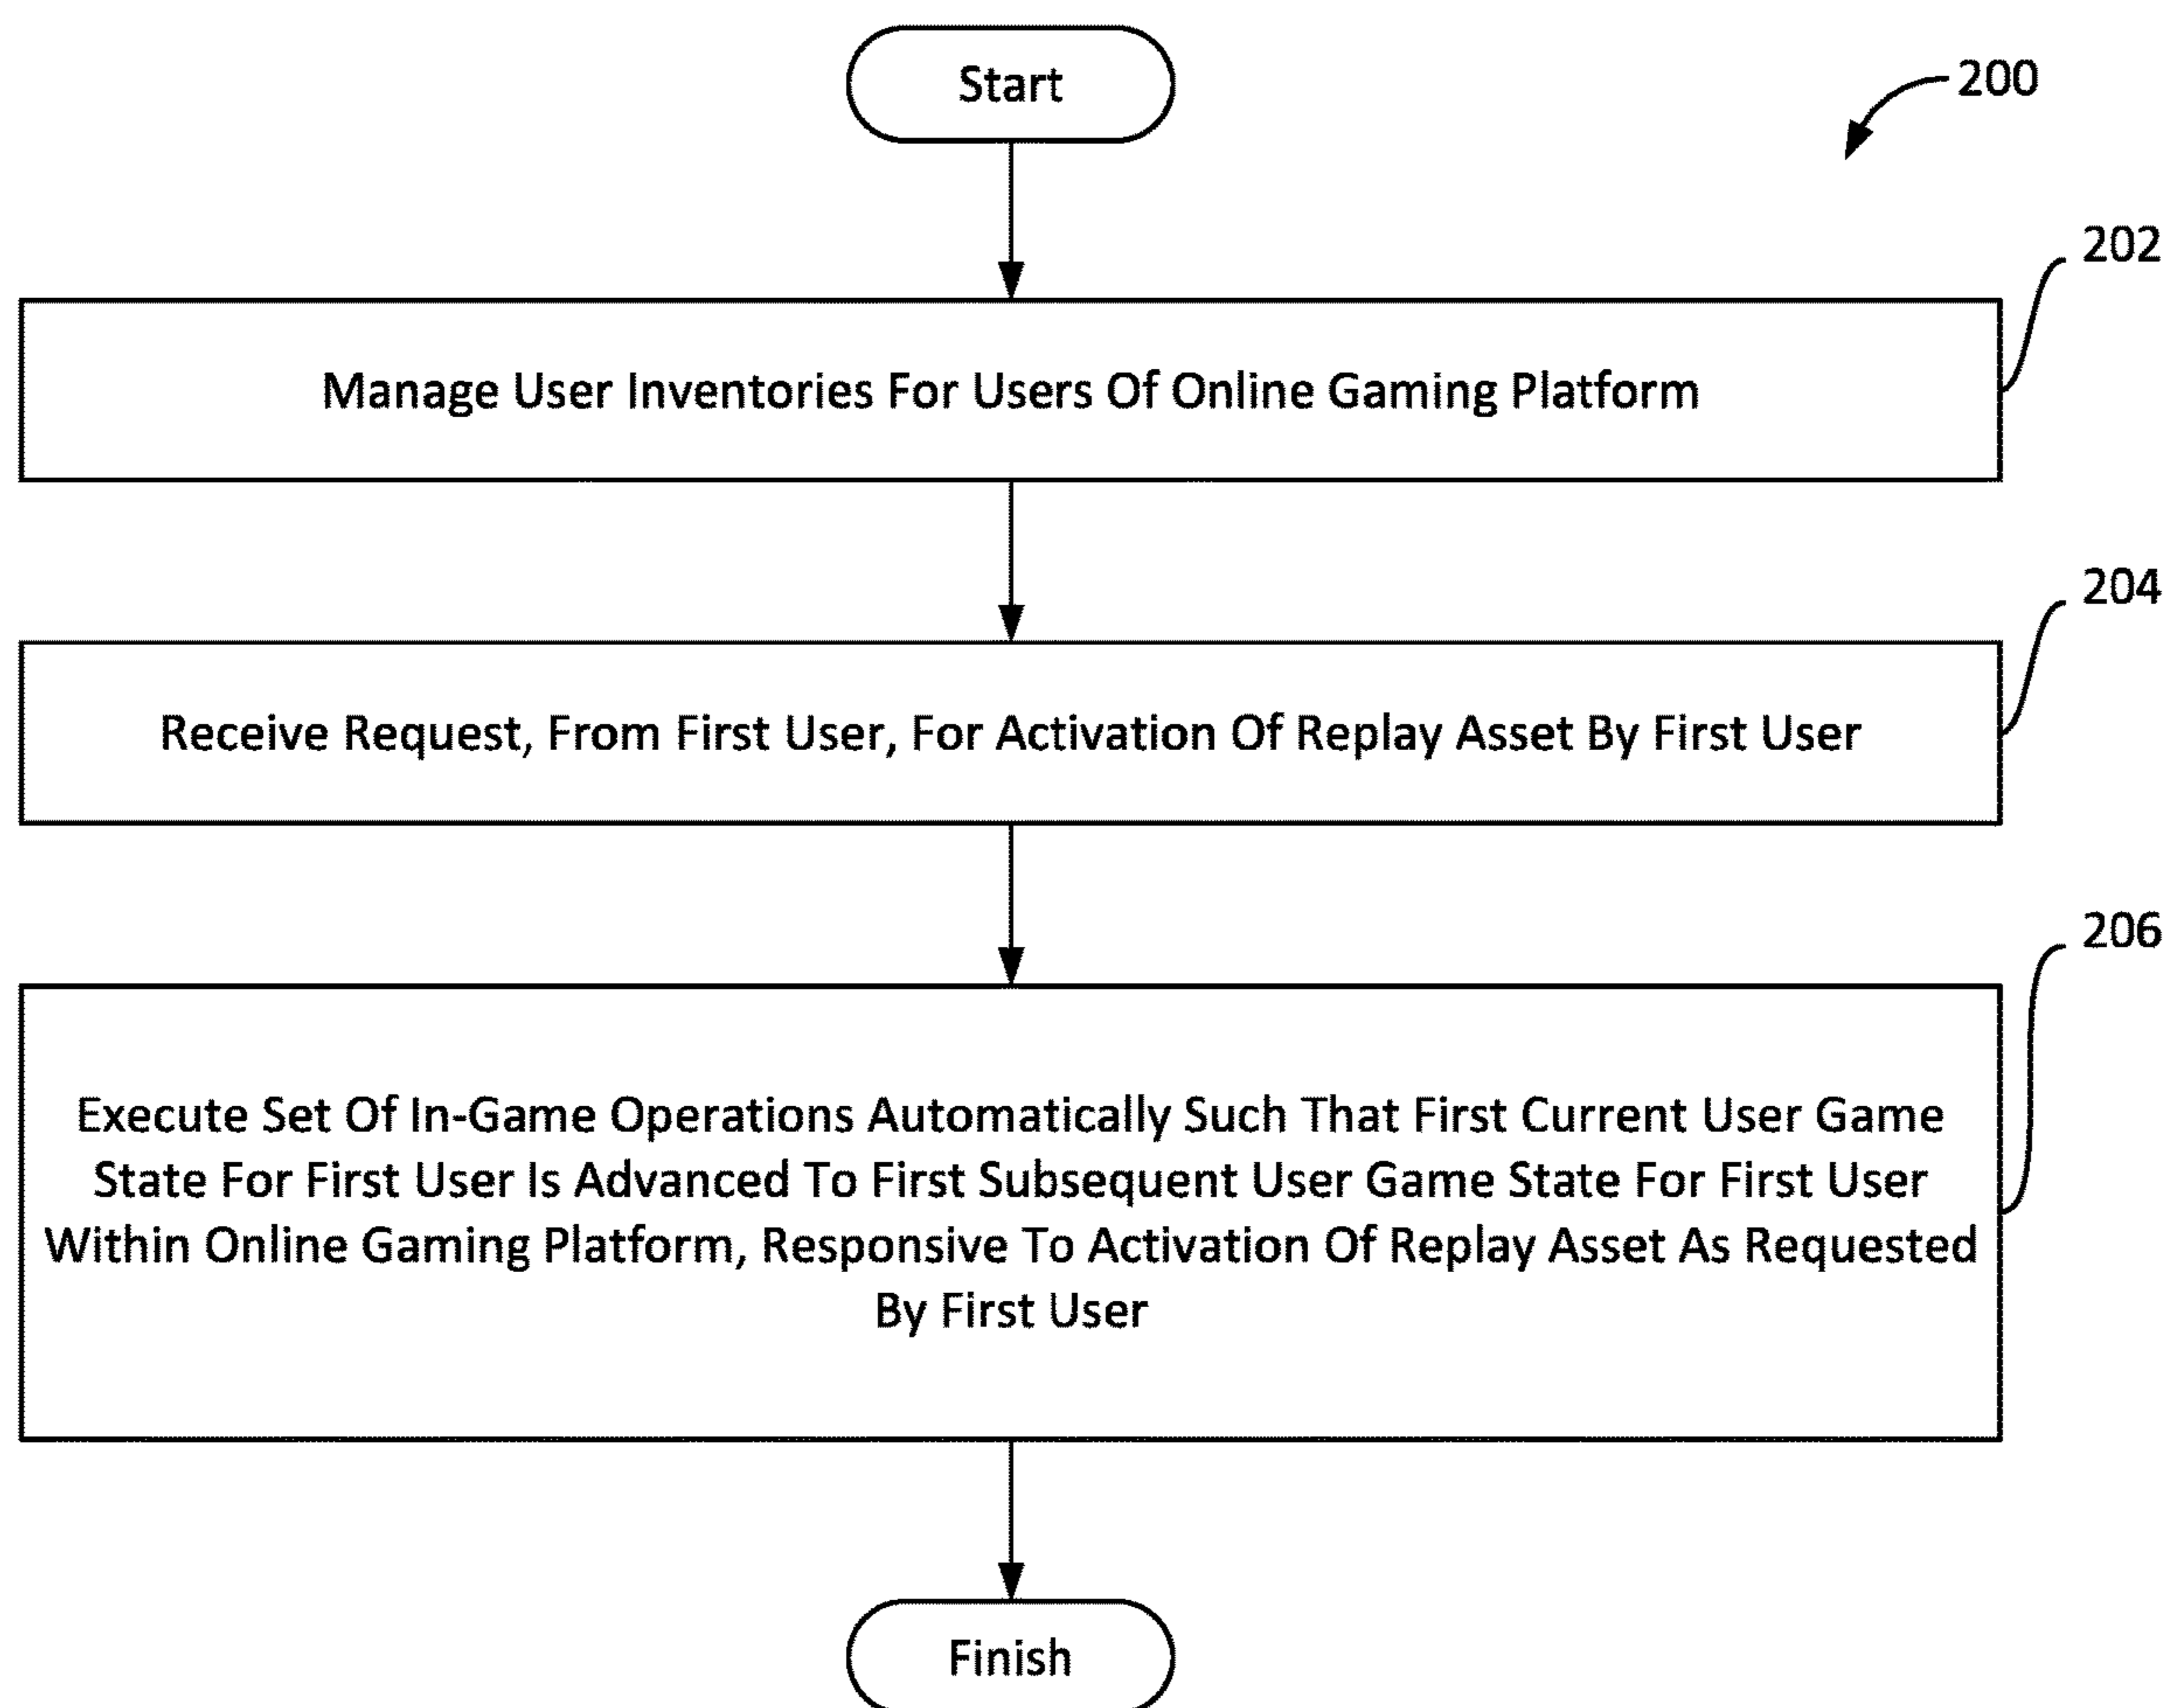 Start
200
202
Manage User Inventories For Users Of Online Gaming Platform
204
Receive Request, From First User, For Activation Of Replay Asset By First User
206
Execute Set Of In-Game Operations Automatically Such That First Current User Game
State For First User Is Advanced To First Subsequent User Game State For First User
Within Online Gaming Platform, Responsive To Activation Of Replay Asset As Requested
By First User
Finish